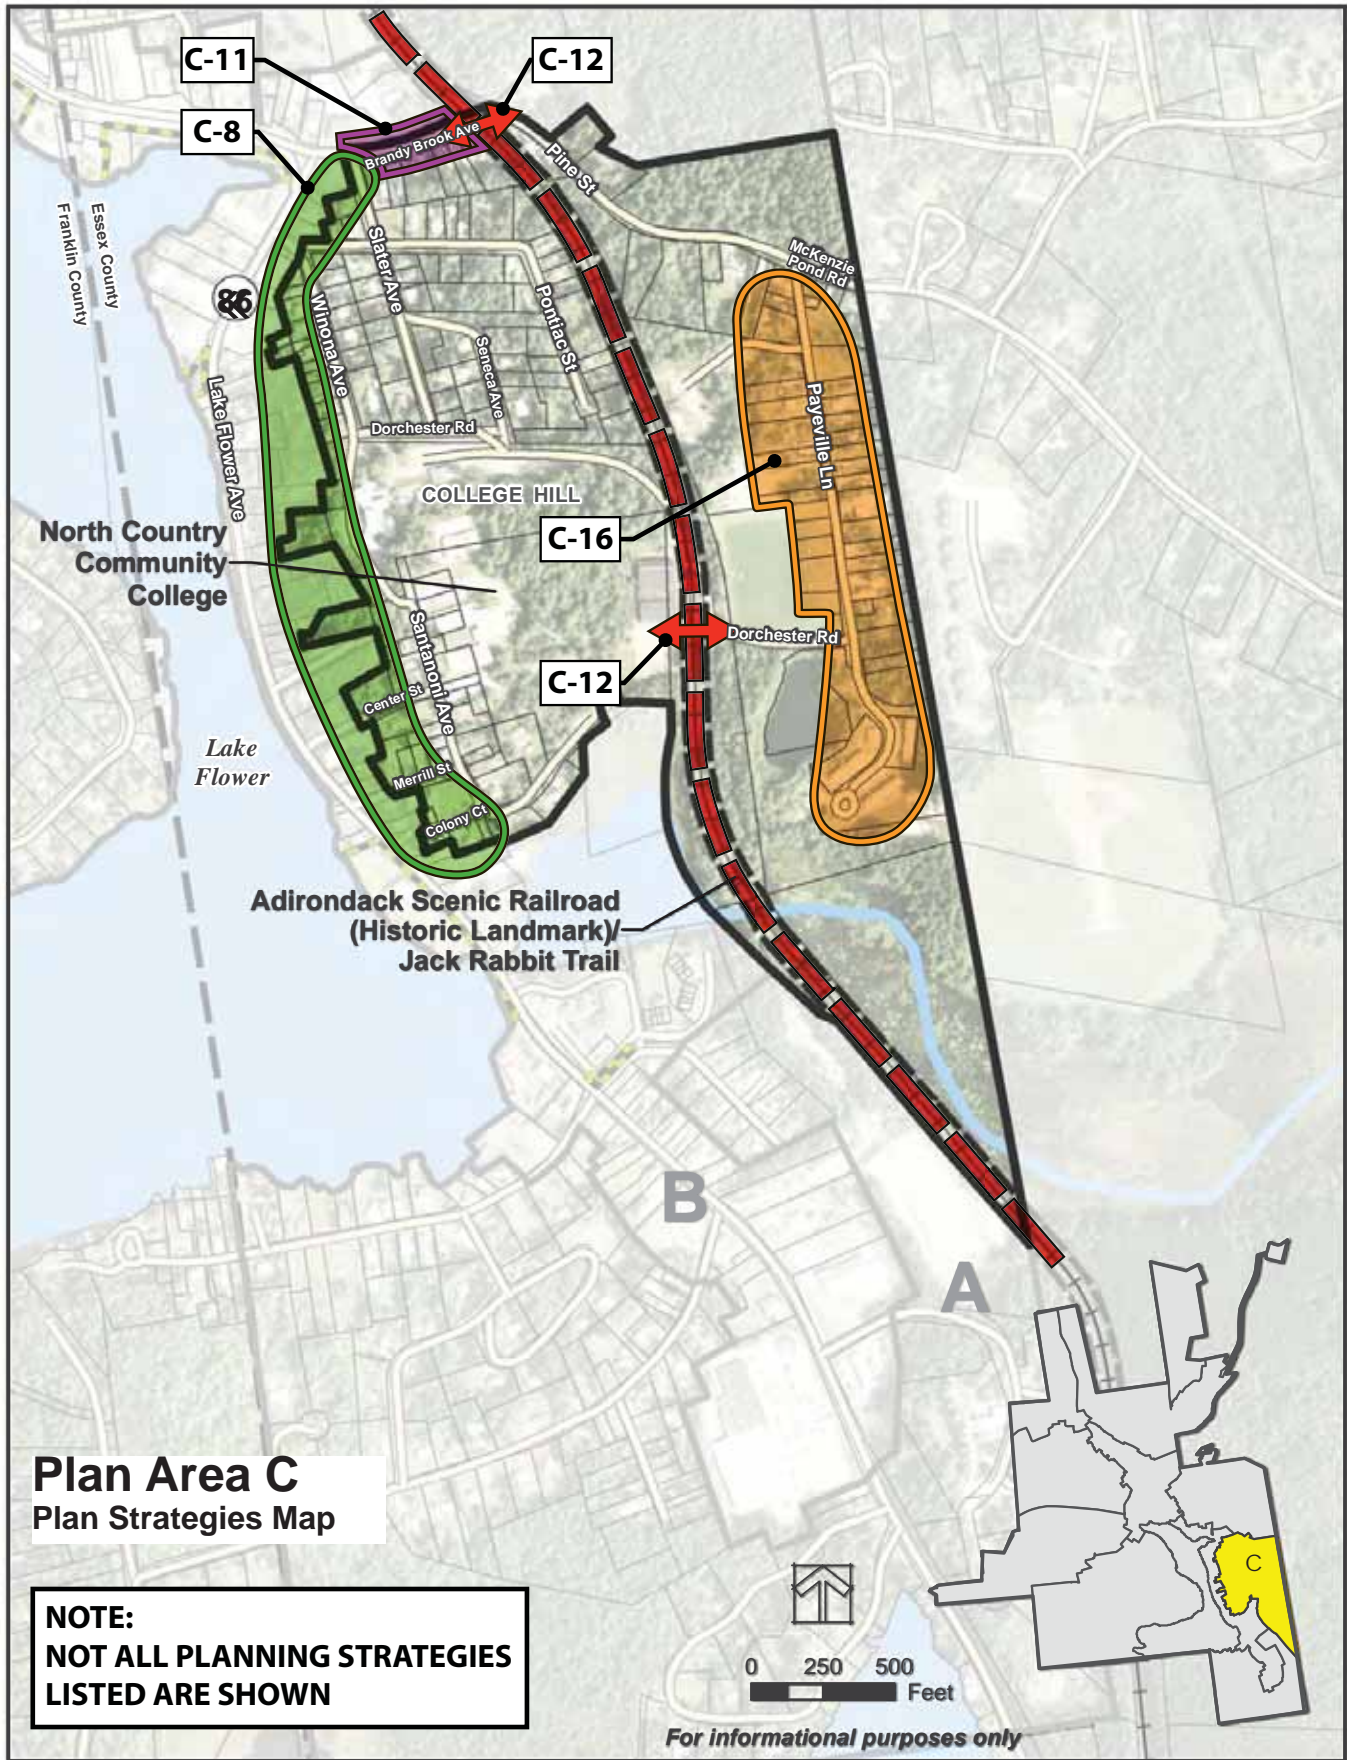 C-11
C-12
C-8
Brandy Brook Ave
Pine St
Essex County
Franklin County
McKenzie
Pond Rd
Slater Ave
86
Winona Ave
Pontiac St
Seneca Ave
Lake Flower Ave
Payeville Ln
Dorchester Rd
COLLEGE HILL
North Country
Community
College
C-16
Santanoni Ave
Dorchester Rd
C-12
Center St
Lake
Flower
Merrill St
Colony Ct
Adirondack Scenic Railroad
(Historic Landmark)/
Jack Rabbit Trail
B
A
Plan Area C
Plan Strategies Map
C
NOTE:
NOT ALL PLANNING STRATEGIES
LISTED ARE SHOWN
0 250 500
Feet
For informational purposes only